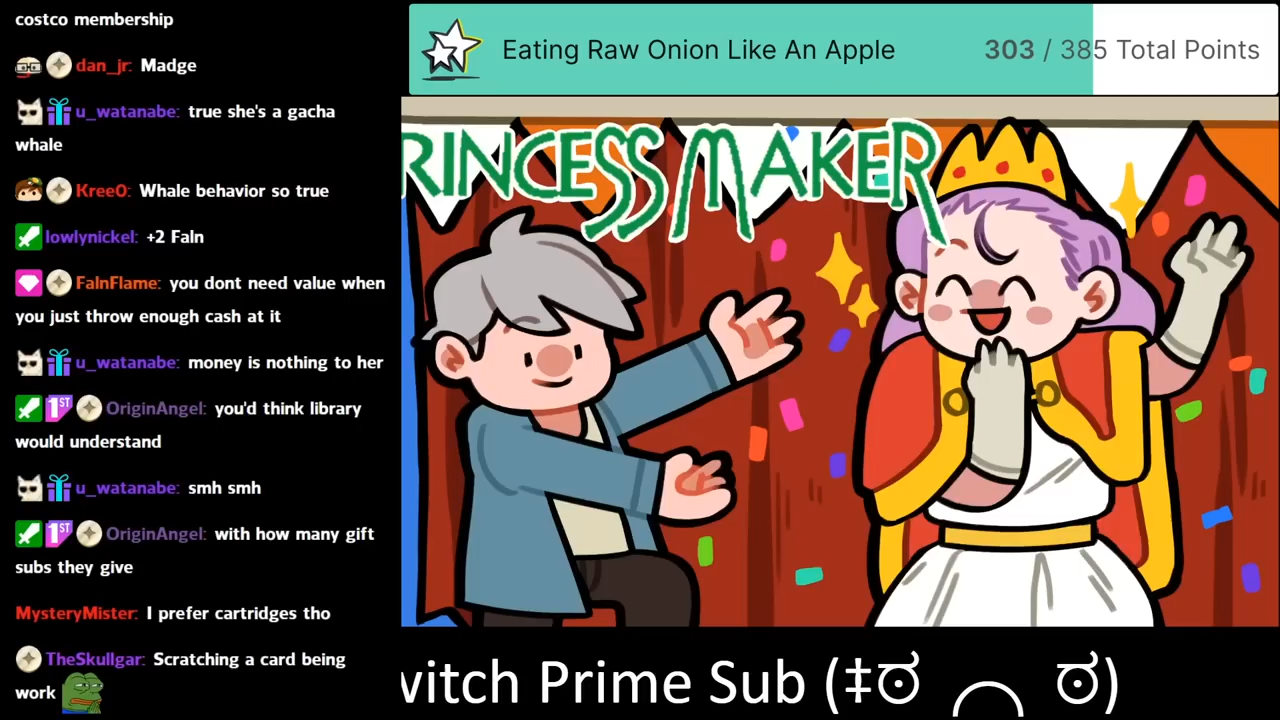 costco membership
dan_jr: Madge
u_watanabe: true she's a gacha
whale
KreeO: Whale behavior so true
lowlynickel: +2 Faln
FalnFlame: you dont need value when
you just throw enough cash at it
u_watanabe: money is nothing to her
1ST OriginAngel: you'd think library
would understand
u_watanabe: smh smh
1ST OriginAngel: with how many gift
subs they give
MysteryMister: I prefer cartridges tho
TheSkullgar: Scratching a card being
work
7 Eating Raw Onion Like An Apple 303 / 385 Total Points
RINCESS MAKER
witch Prime Sub (‡ಠ ⁔ ಠ)